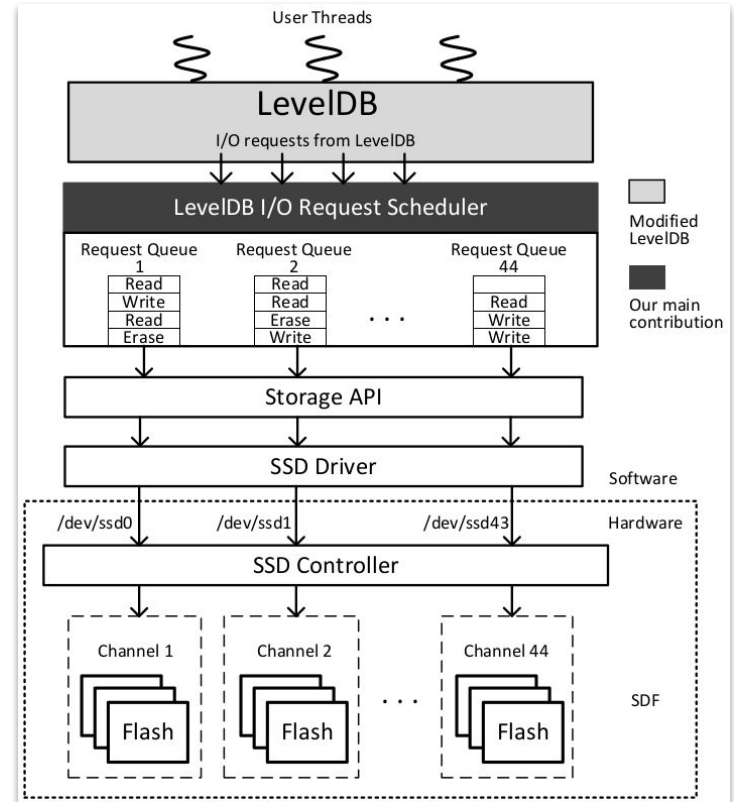 User Threads
LevelDB
I/O requests from LevelDB
LevelDB I/O Request Scheduler
Request Queue
1
Read
Write
Read
Erase
Request Queue
2
Read
Read
Erase
Write
. . .
Request Queue
44
Read
Write
Write
Modified
LevelDB
Our main
contribution
Storage API
SSD Driver
Software
/dev/ssd0
/dev/ssd1
/dev/ssd43
Hardware
SSD Controller
Channel 1
Flash
Channel 2
Flash
. . .
Channel 44
Flash
SDF